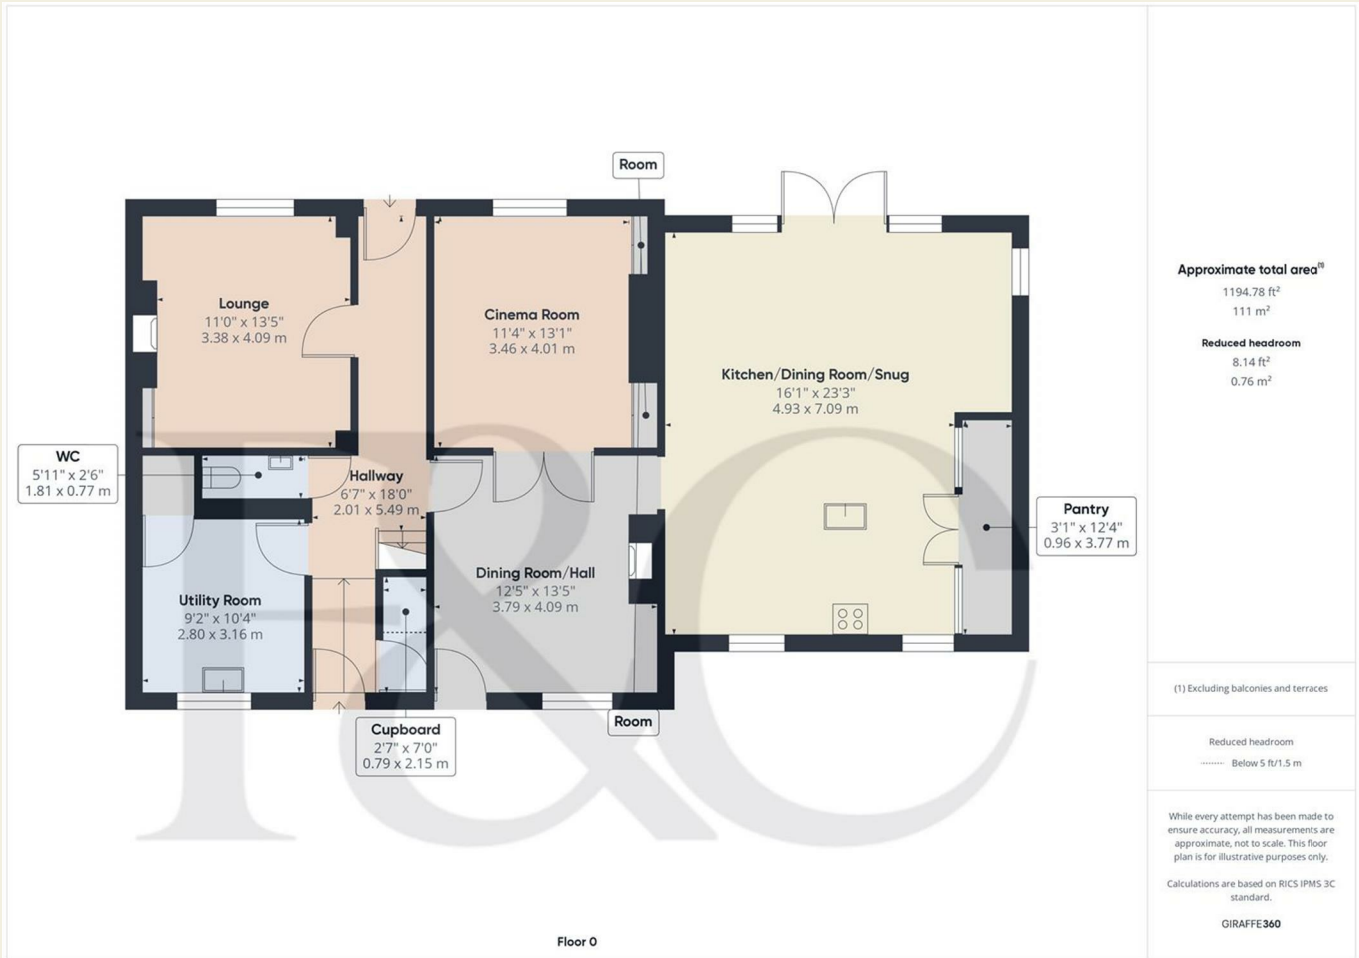 Room
Lounge
11'0" x 13'5"
3.38 x 4.09 m
Cinema Room
11'4" x 13'1"
3.46 x 4.01 m
Kitchen/Dining Room/Snug
16'1" x 23'3"
4.93 x 7.09 m
WC
5'11" x 2'6"
1.81 x 0.77 m
Hallway
6'7" x 18'0"
2.01 x 5.49 m
Pantry
3'1" x 12'4"
0.96 x 3.77 m
Dining Room/Hall
12'5" x 13'5"
3.79 x 4.09 m
Utility Room
9'2" x 10'4"
2.80 x 3.16 m
Room
Cupboard
2'7" x 7'0"
0.79 x 2.15 m
F&C
Floor 0
Approximate total area(1)
1194.78 ft²
111 m²
Reduced headroom
8.14 ft²
0.76 m²
(1) Excluding balconies and terraces
Reduced headroom
Below 5 ft/1.5 m
While every attempt has been made to
ensure accuracy, all measurements are
approximate, not to scale. This floor
plan is for illustrative purposes only.
Calculations are based on RICS IPMS 3C
standard.
GIRAFFE360